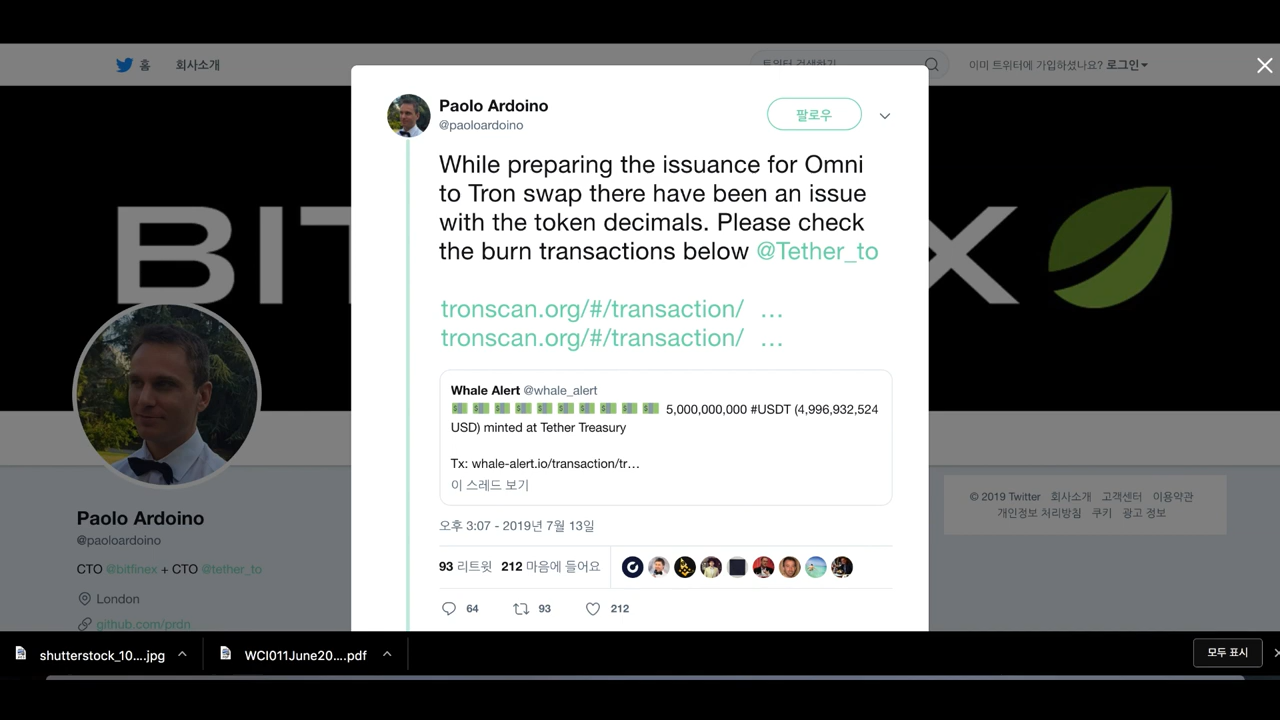 홈 회사소개
이미 트위터에 가입하셨나요? 로그인
Paolo Ardoino
@paoloardoino
팔로우
While preparing the issuance for Omni
to Tron swap there have been an issue
with the token decimals. Please check
the burn transactions below @Tether_to
tronscan.org/#/transaction/ …
tronscan.org/#/transaction/ …
Whale Alert @whale_alert
5,000,000,000 #USDT (4,996,932,524
USD) minted at Tether Treasury
Tx: whale-alert.io/transaction/tr…
이 스레드 보기
오후 3:07 - 2019년 7월 13일
93 리트윗 212 마음에 들어요
64 93 212
BIT
X
Paolo Ardoino
@paoloardoino
CTO @bitfinex + CTO @tether_to
London
github.com/prdn
© 2019 Twitter 회사소개 고객센터 이용약관
개인정보 처리방침 쿠키 광고 정보
shutterstock_10....jpg
WCI011June20....pdf
모두 표시